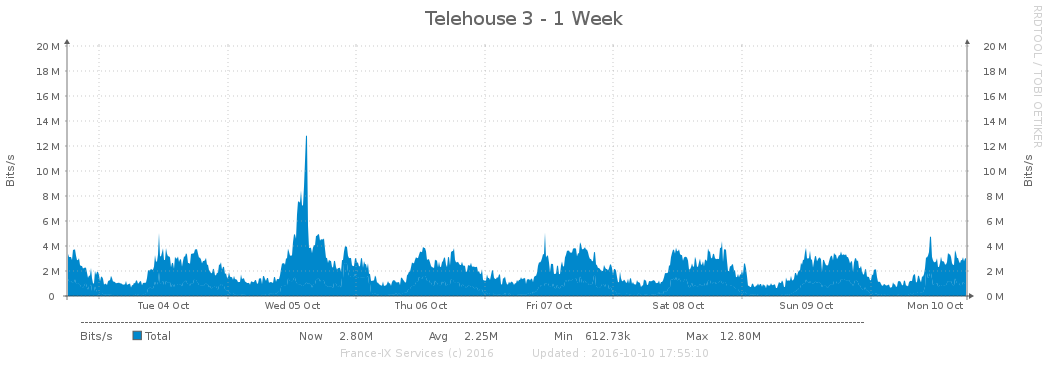 Telehouse 3 - 1 Week
RRDTOOL / TOBI OETIKER
Bits/s
20 M 20 M
18 M 18 M
16 M 16 M
14 M 14 M
12 M 12 M
10 M 10 M
8 M 8 M
6 M 6 M
4 M 4 M
2 M 2 M
0 0 M
Bits/s
Tue 04 Oct Wed 05 Oct Thu 06 Oct Fri 07 Oct Sat 08 Oct Sun 09 Oct Mon 10 Oct
Bits/s Total Now 2.80M Avg 2.25M Min 612.73k Max 12.80M
France-IX Services (c) 2016 Updated : 2016-10-10 17:55:10